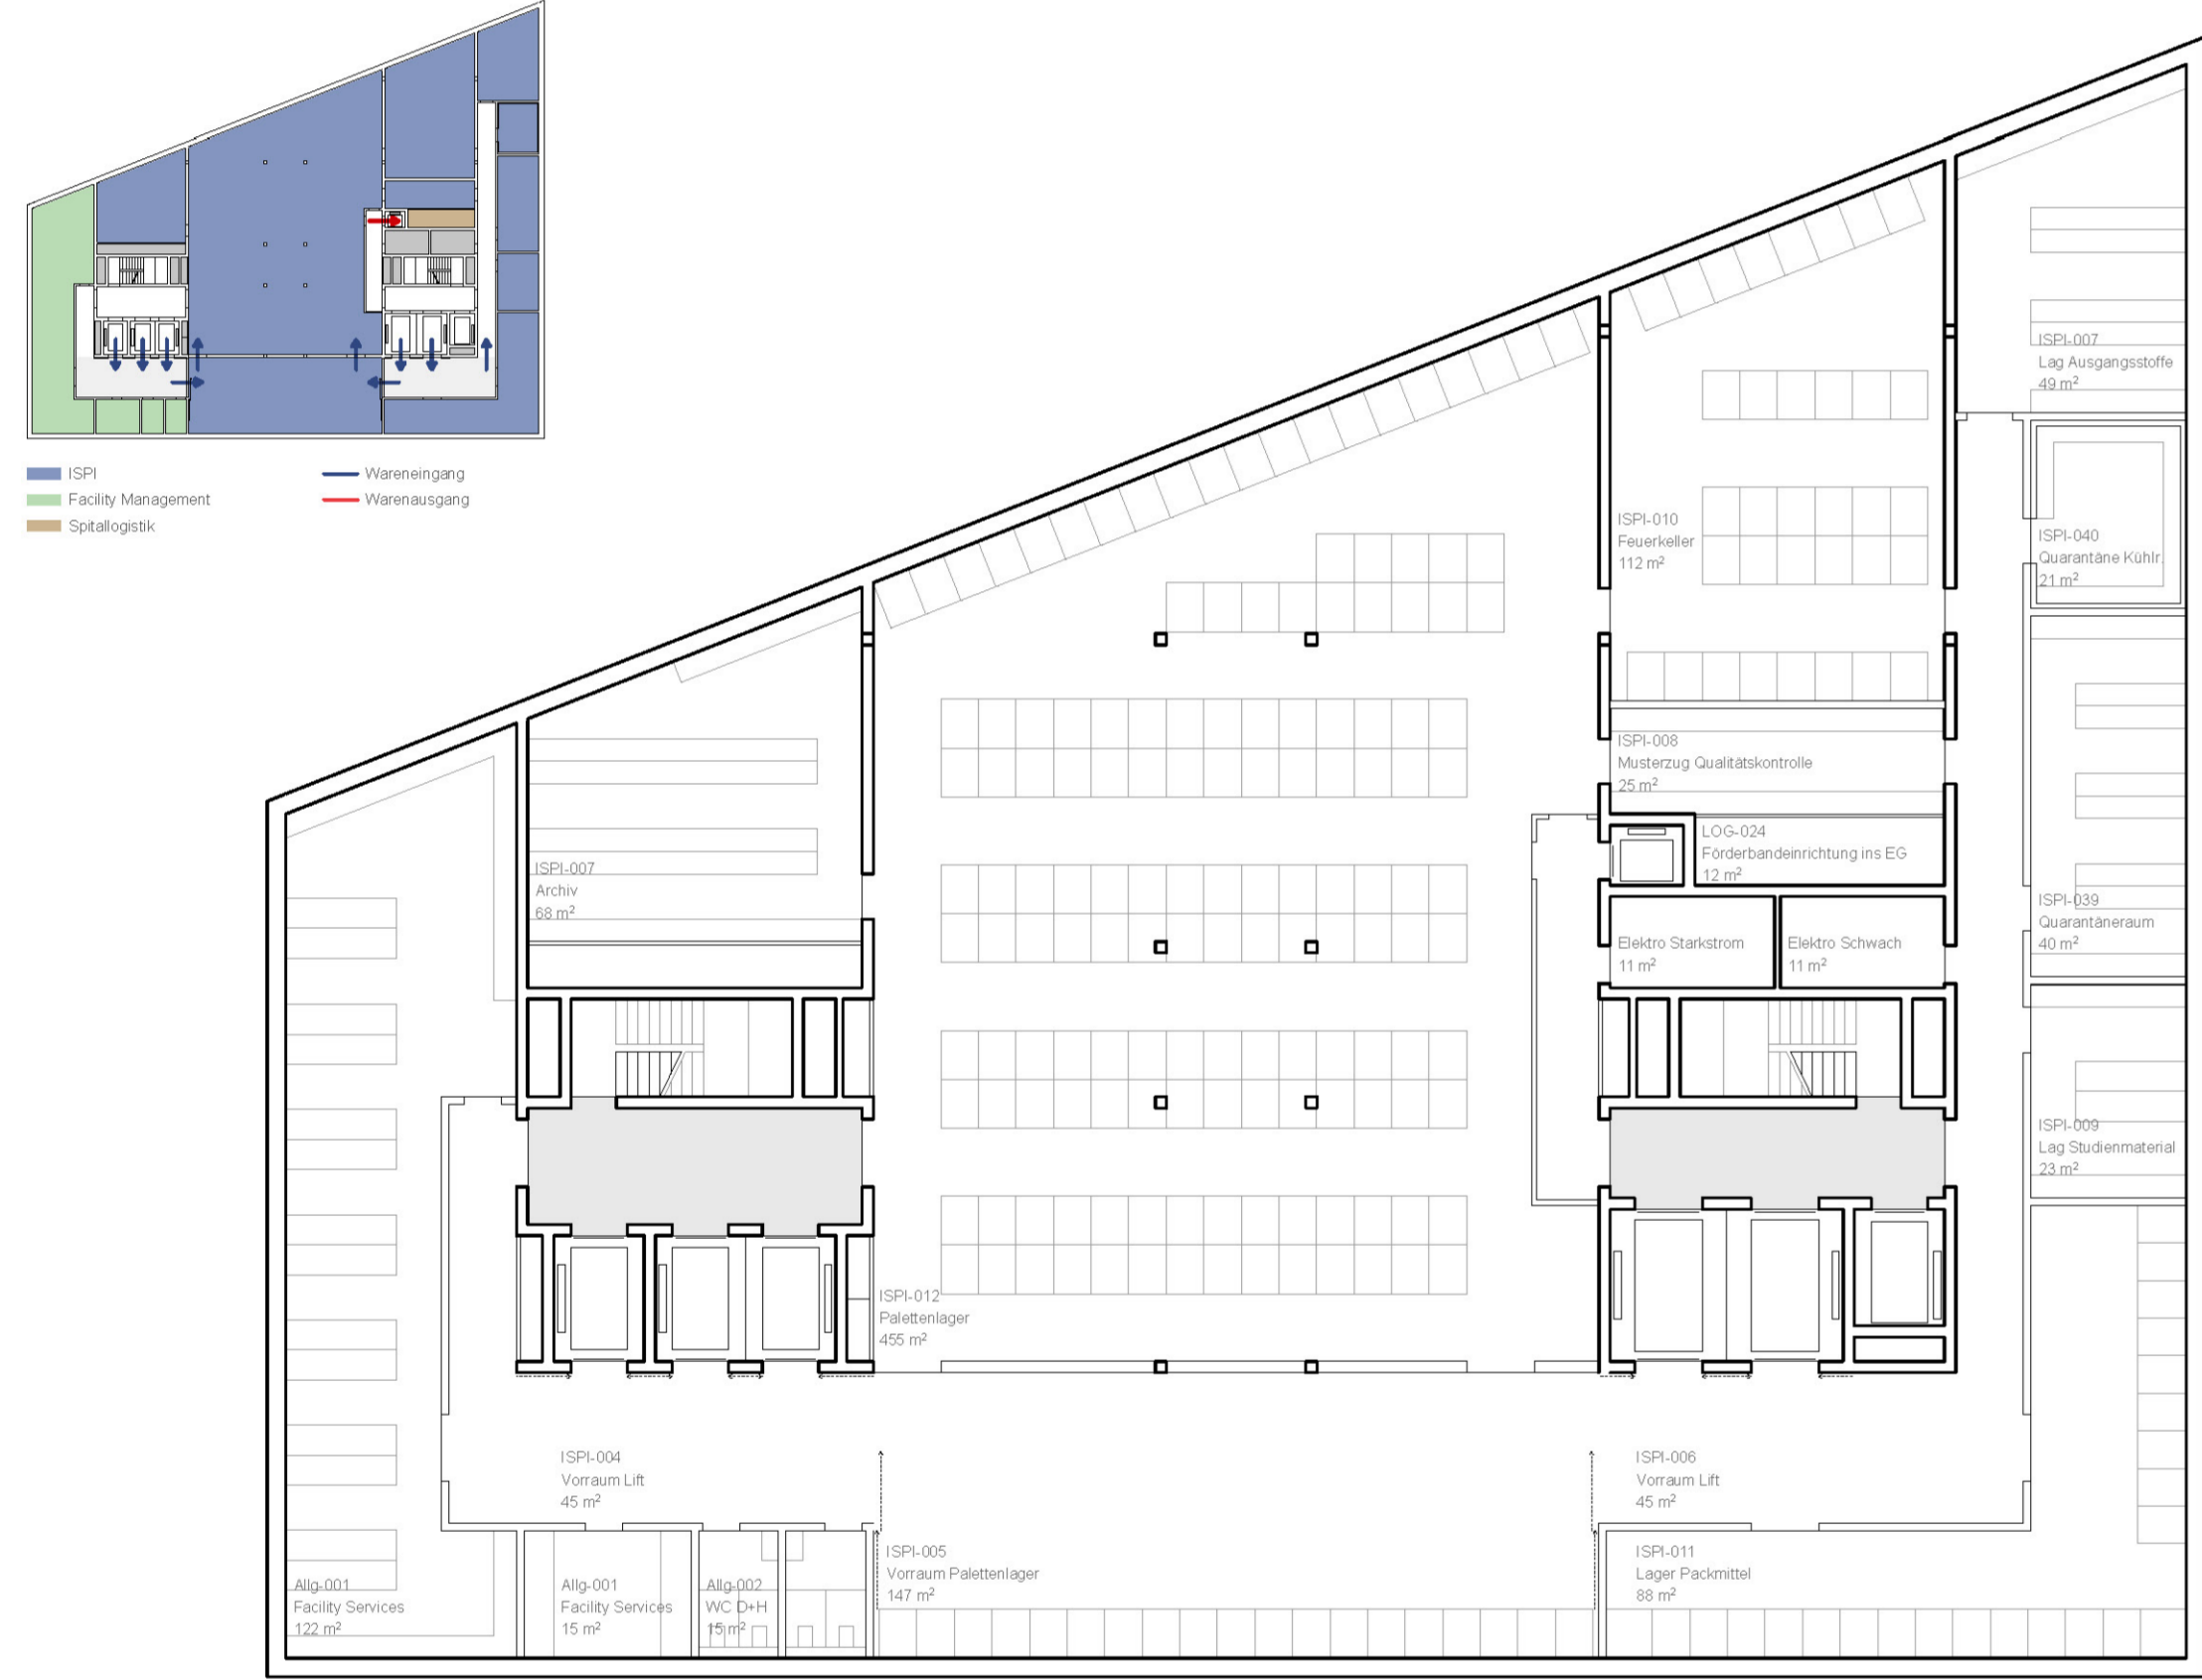 ISPI
Facility Management
Spitallogistik
Wareneingang
Warenausgang
ISPI-007
Lag Ausgangsstoffe
49 m²
ISPI-010
Feuerkeller
112 m²
ISPI-040
Quarantäne Kühlr.
21 m²
ISPI-008
Musterzug Qualitätskontrolle
25 m²
LOG-024
Förderbandeinrichtung ins EG
12 m²
ISPI-007
Archiv
68 m²
ISPI-039
Quarantäneraum
40 m²
Elektro Starkstrom
11 m²
Elektro Schwach
11 m²
ISPI-009
Lag Studienmaterial
23 m²
ISPI-012
Palettenlager
455 m²
ISPI-004
Vorraum Lift
45 m²
ISPI-006
Vorraum Lift
45 m²
ISPI-005
Vorraum Palettenlager
147 m²
ISPI-011
Lager Packmittel
88 m²
Allg-001
Facility Services
122 m²
Allg-001
Facility Services
15 m²
Allg-002
WC D+H
15 m²